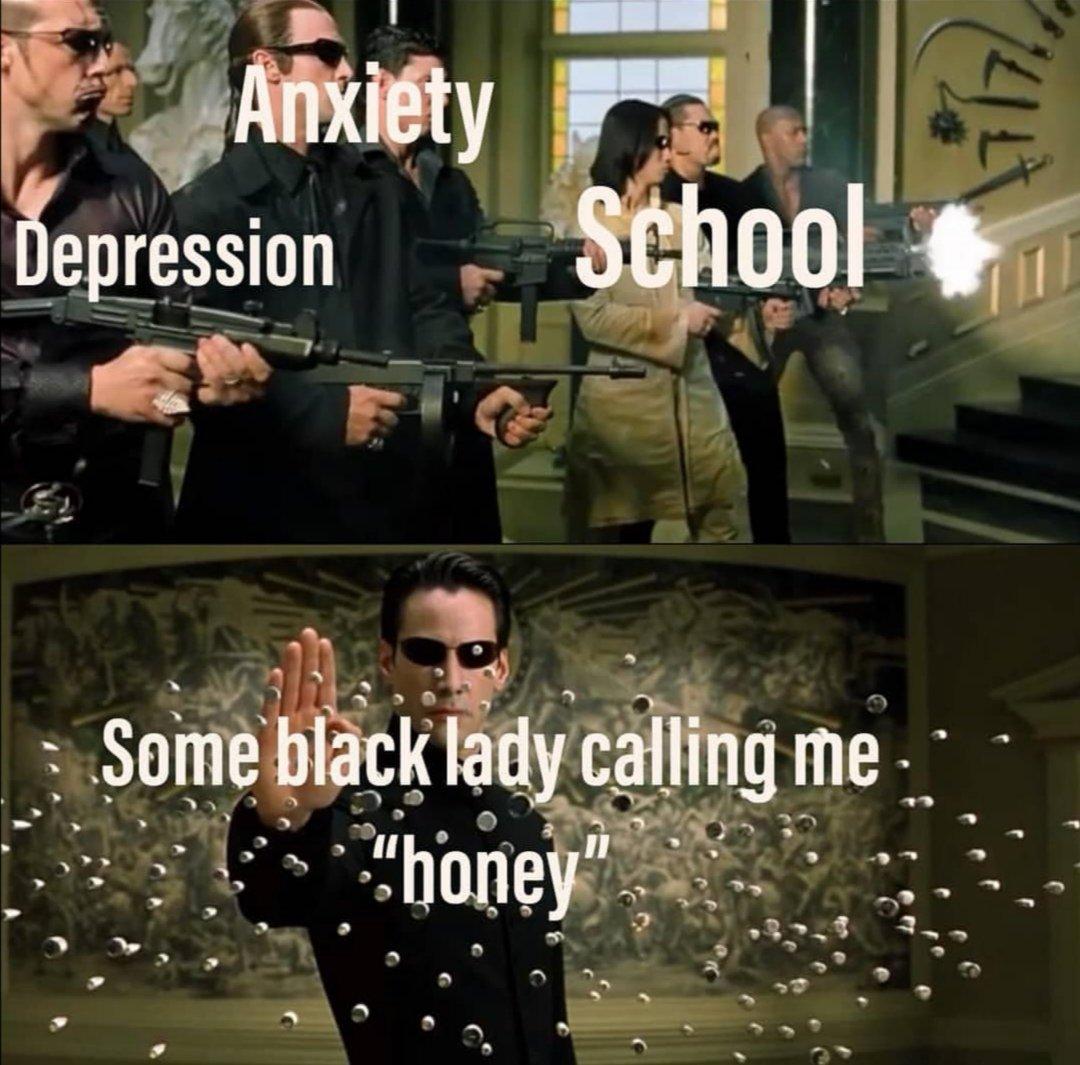 Anxiety
Depression
School
Some black lady calling me
“honey”